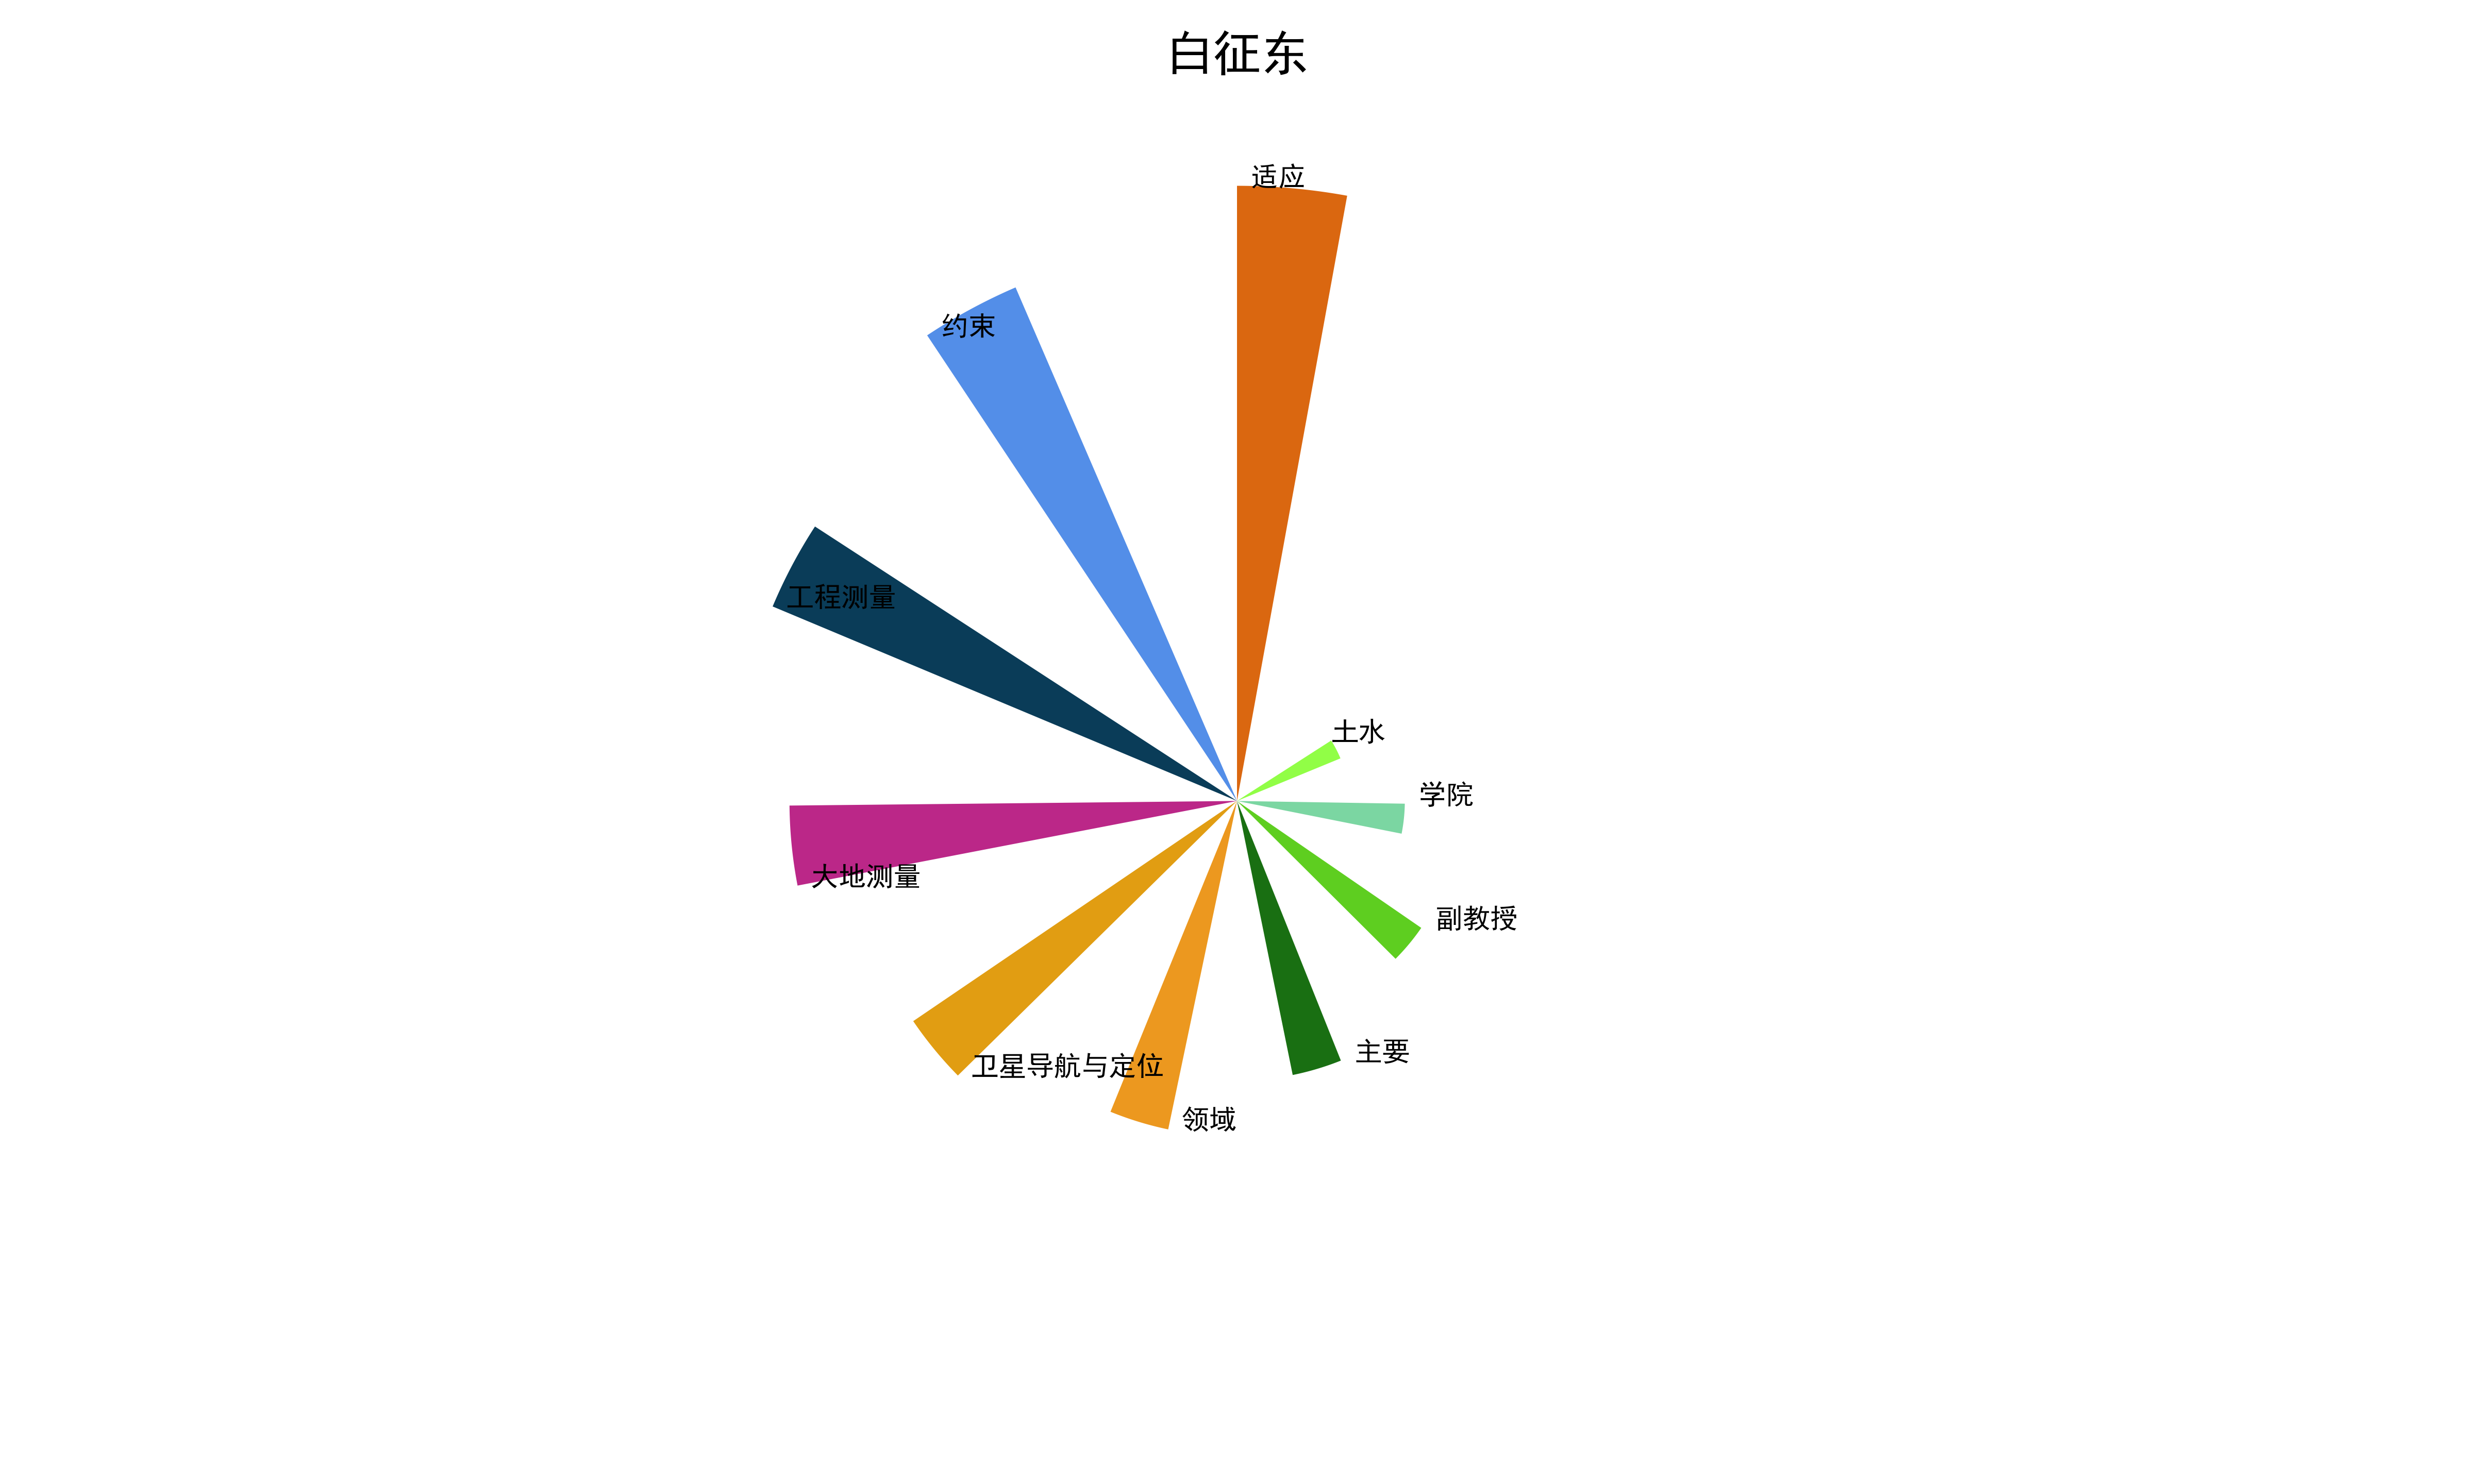 白征东
适应
约束
工程测量
土水
学院
大地测量
副教授
主要
卫星导航与定位
领域